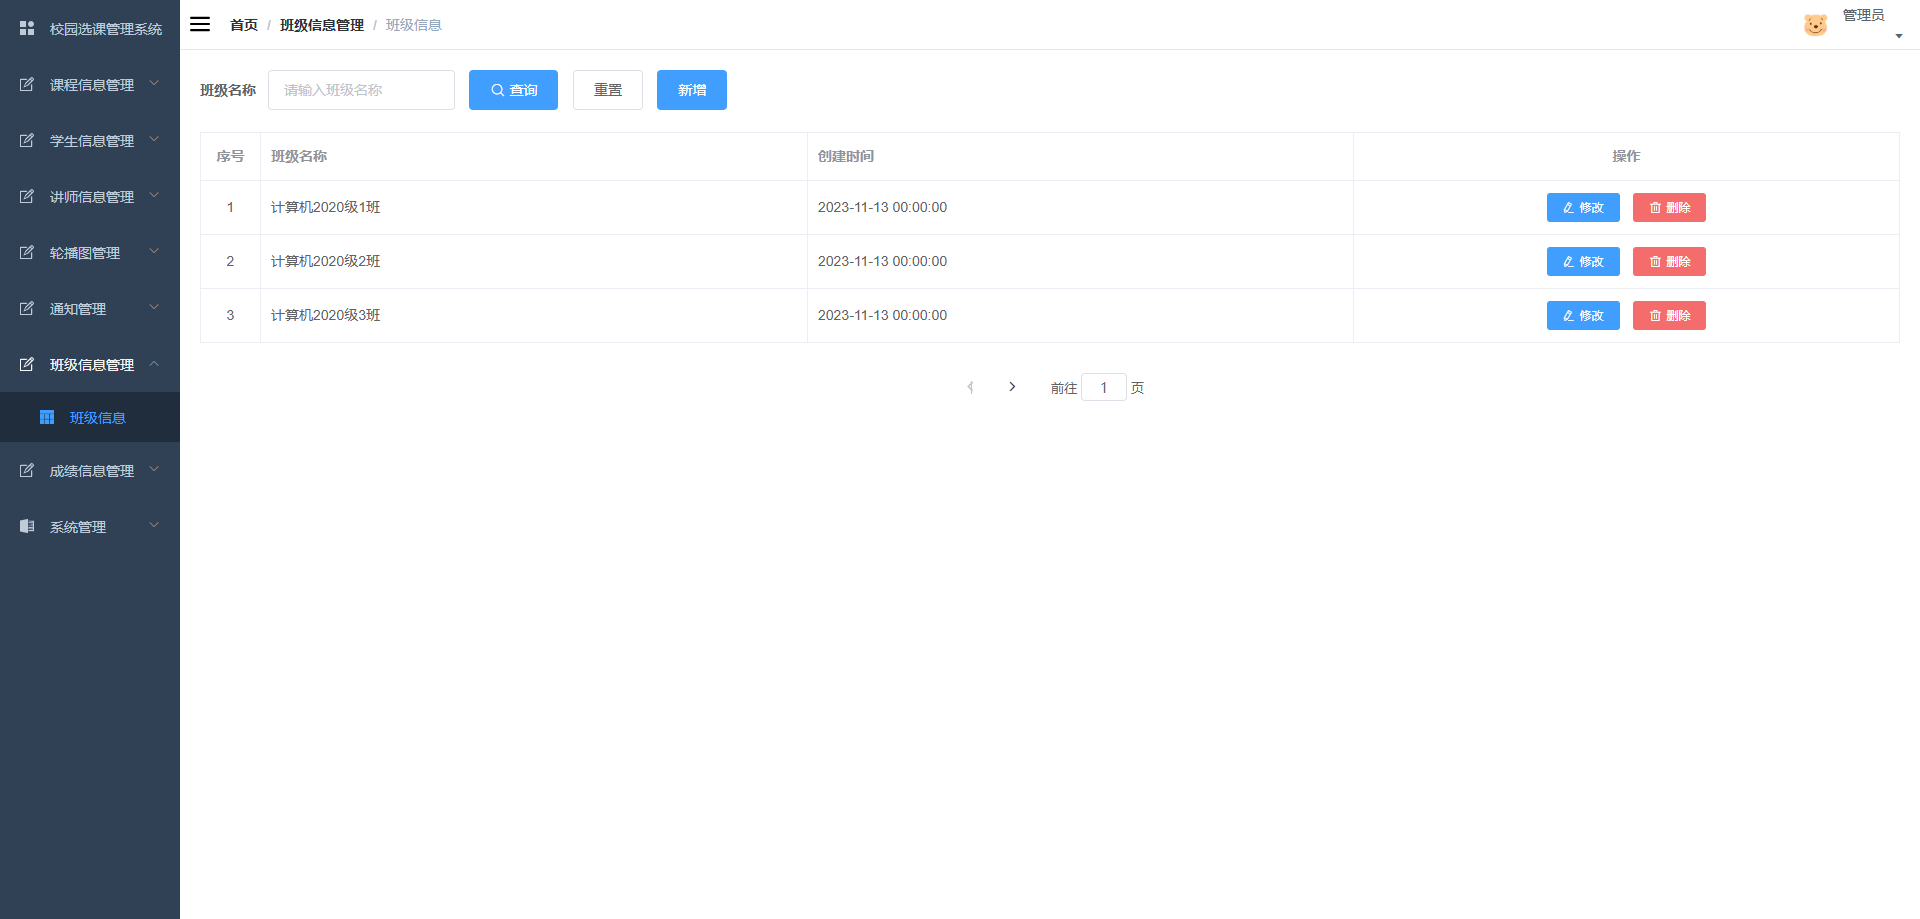 校园选课管理系统
课程信息管理
学生信息管理
讲师信息管理
轮播图管理
通知管理
班级信息管理
班级信息
成绩信息管理
系统管理
首页 / 班级信息管理 / 班级信息
管理员
班级名称 请输入班级名称 查询 重置 新增
序号 班级名称 创建时间 操作
1 计算机2020级1班 2023-11-13 00:00:00 修改 删除
2 计算机2020级2班 2023-11-13 00:00:00 修改 删除
3 计算机2020级3班 2023-11-13 00:00:00 修改 删除
前往 1 页